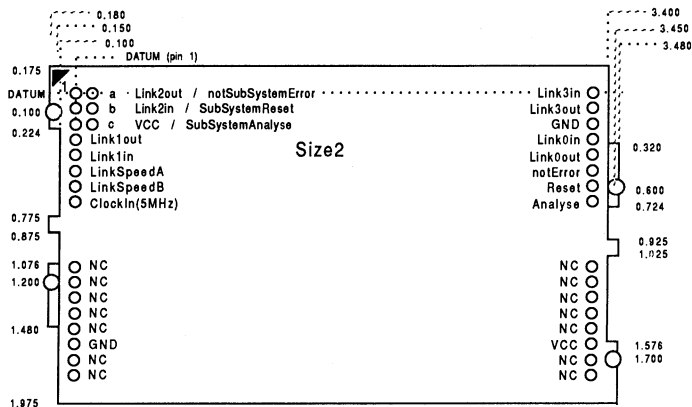 0.180
0.150
0.100
DATUM (pin 1)
3.400
3.450
3.480
0.175
DATUM
0.100
0.224
0.775
0.875
1.076
1.200
1.480
1.975
1
a Link2out / notSubSystemError
b Link2in / SubSystemReset
c VCC / SubSystemAnalyse
Link1out
Link1in
LinkSpeedA
LinkSpeedB
ClockIn(5MHz)
Size2
Link3in
Link3out
GND
Link0in
Link0out
notError
Reset
Analyse
NC
NC
NC
NC
NC
GND
NC
NC
NC
NC
NC
NC
NC
VCC
NC
NC
0.320
0.600
0.724
0.925
1.025
1.576
1.700